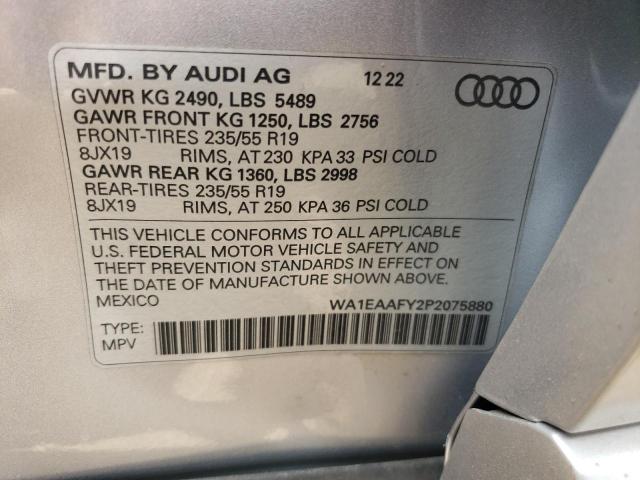 MFD. BY AUDI AG 12 22
GVWR KG 2490, LBS 5489
GAWR FRONT KG 1250, LBS 2756
FRONT-TIRES 235/55 R19
8JX19 RIMS, AT 230 KPA 33 PSI COLD
GAWR REAR KG 1360, LBS 2998
REAR-TIRES 235/55 R19
8JX19 RIMS, AT 250 KPA 36 PSI COLD
THIS VEHICLE CONFORMS TO ALL APPLICABLE
U.S. FEDERAL MOTOR VEHICLE SAFETY AND
THEFT PREVENTION STANDARDS IN EFFECT ON
THE DATE OF MANUFACTURE SHOWN ABOVE.
MEXICO WA1EAAFY2P2075880
TYPE:
MPV